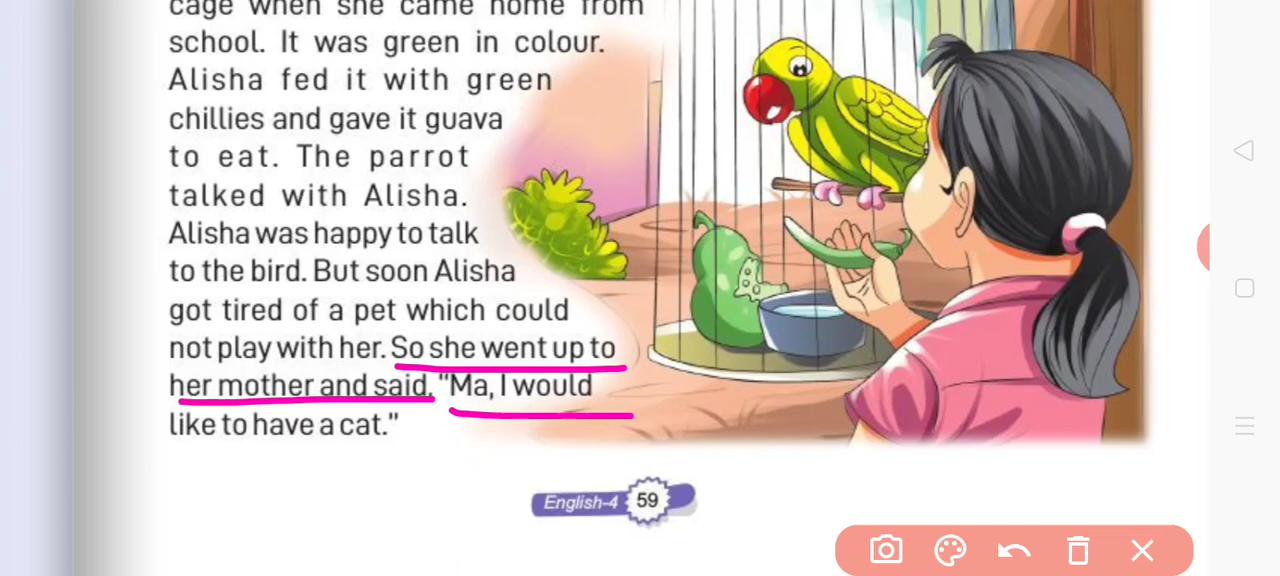 cage when she came home from
school. It was green in colour.
Alisha fed it with green
chillies and gave it guava
to eat. The parrot
talked with Alisha.
Alisha was happy to talk
to the bird. But soon Alisha
got tired of a pet which could
not play with her. So she went up to
her mother and said, "Ma, I would
like to have a cat."
English-4 59